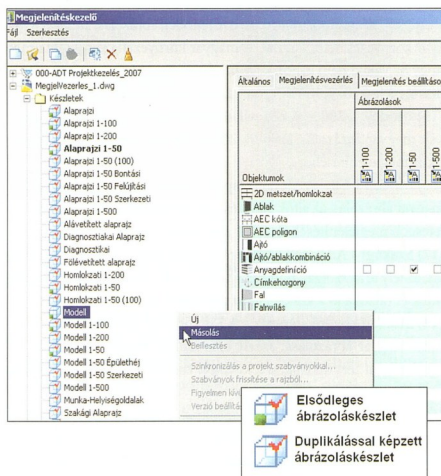 Megjelenítéskezelő
Fájl Szerkesztés
000-ADT Projektkezelés_2007
MegjelVezerles_1.dwg
Készletek
Alaprajzi
Alaprajzi 1-100
Alaprajzi 1-200
Alaprajzi 1-50
Alaprajzi 1-50 (100)
Alaprajzi 1-50 Bontási
Alaprajzi 1-50 Felújítási
Alaprajzi 1-50 Szerkezeti
Alaprajzi 1-500
Alávetített alaprajz
Diagnosztikai Alaprajz
Diagnosztikai
Fölévetített alaprajz
Homlokzati 1-200
Homlokzati 1-50
Homlokzati 1-50 (100)
Modell
Modell 1-100
Modell 1-200
Modell 1-50
Modell 1-50 Épülethéj
Modell 1-50 Szerkezeti
Modell 1-500
Munka-Helyiségoldalak
Szakági Alaprajz
Általános Megjelenítésvezérlés Megjelenítés beállítások
Ábrázolások
Objektumok
1-100
1-200
1-50
1-500
2D metszet/homlokzat
Ablak
AEC kóta
AEC poligon
Ajtó
Ajtó/ablakkombináció
Anyagdefiníció
Címkehorgony
Fal
Falnyílás
Új
Másolás
Beillesztés
Szinkronizálás a projekt szabványokkal...
Szabványok frissítése a rajzból...
Figyelmen kív
Verzió beállítá
Elsődleges
ábrázoláskészlet
Duplikálással képzett
ábrázoláskészlet